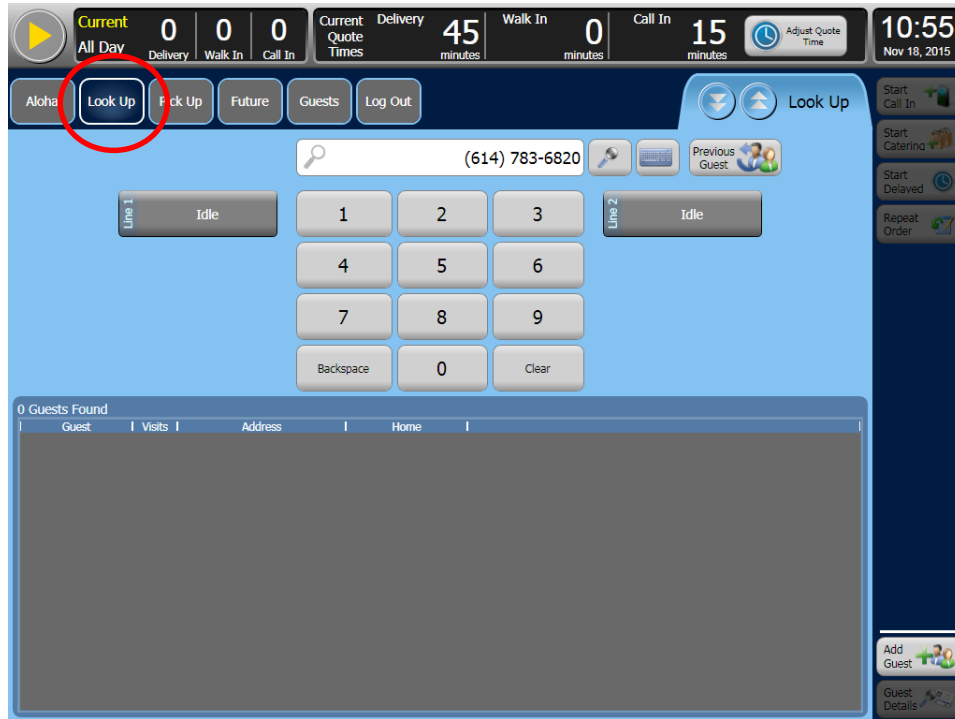 Current
All Day
0
Delivery
0
Walk In
0
Call In
Current Quote Times
Delivery
45
minutes
Walk In
0
minutes
Call In
15
minutes
Adjust Quote
Time
10:55
Nov 18, 2015
Aloha
Look Up
Pick Up
Future
Guests
Log Out
Look Up
(614) 783-6820
Previous
Guest
Line 1
Idle
Line 2
Idle
1 2 3
4 5 6
7 8 9
Backspace 0 Clear
Start
Call In
Start
Catering
Start
Delayed
Repeat
Order
0 Guests Found
Guest Visits Address Home
Add
Guest
Guest
Details